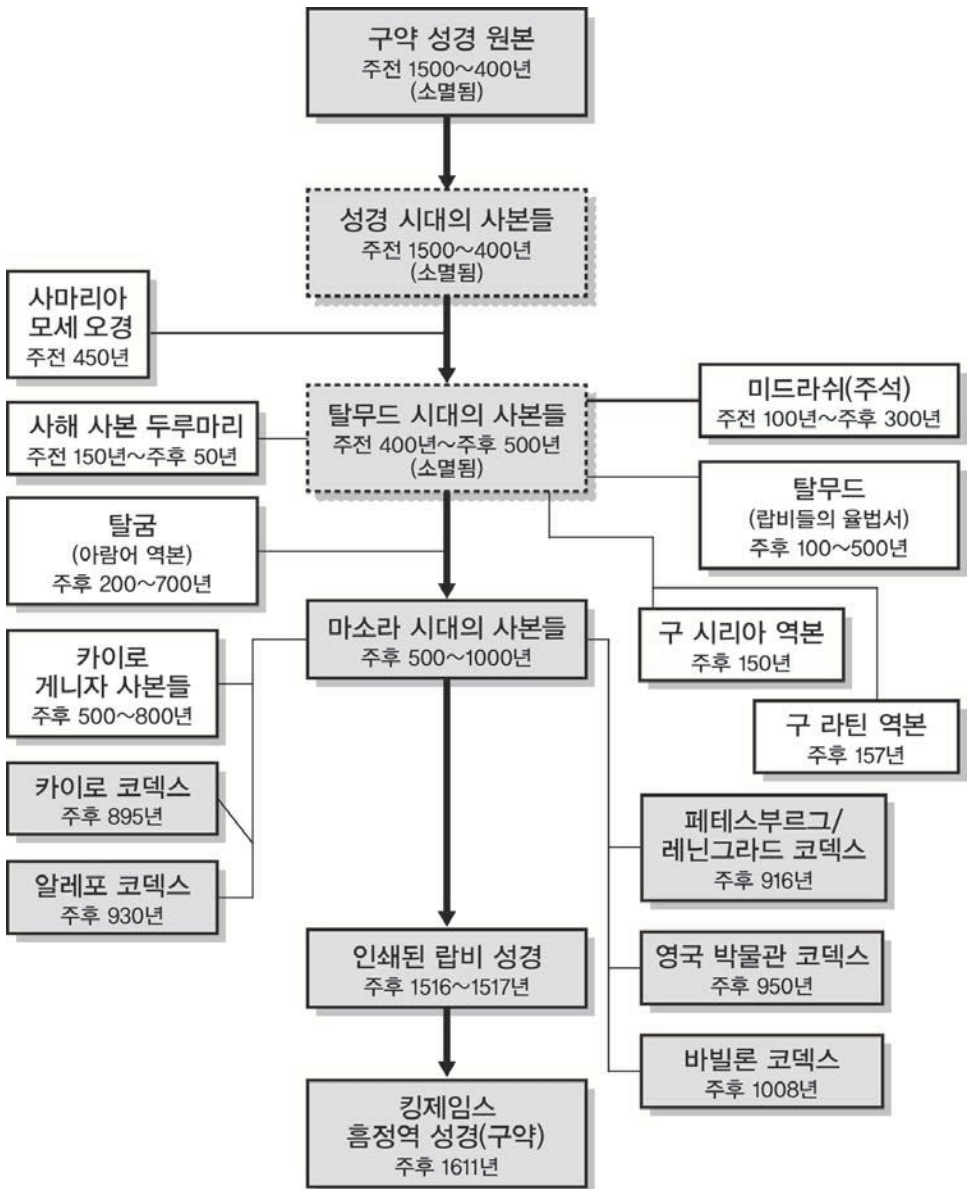 구약 성경 원본
주전 1500~400년
(소멸됨)
성경 시대의 사본들
주전 1500~400년
(소멸됨)
사마리아
모세 오경
주전 450년
탈무드 시대의 사본들
주전 400년~주후 500년
(소멸됨)
미드라쉬(주석)
주전 100년~주후 300년
사해 사본 두루마리
주전 150년~주후 50년
탈무드
(랍비들의 율법서)
주후 100~500년
탈굼
(아람어 역본)
주후 200~700년
마소라 시대의 사본들
주후 500~1000년
구 시리아 역본
주후 150년
카이로
게니자 사본들
주후 500~800년
구 라틴 역본
주후 157년
카이로 코덱스
주후 895년
페테스부르그/
레닌그라드 코덱스
주후 916년
알레포 코덱스
주후 930년
인쇄된 랍비 성경
주후 1516~1517년
영국 박물관 코덱스
주후 950년
바빌론 코덱스
주후 1008년
킹제임스
흠정역 성경(구약)
주후 1611년